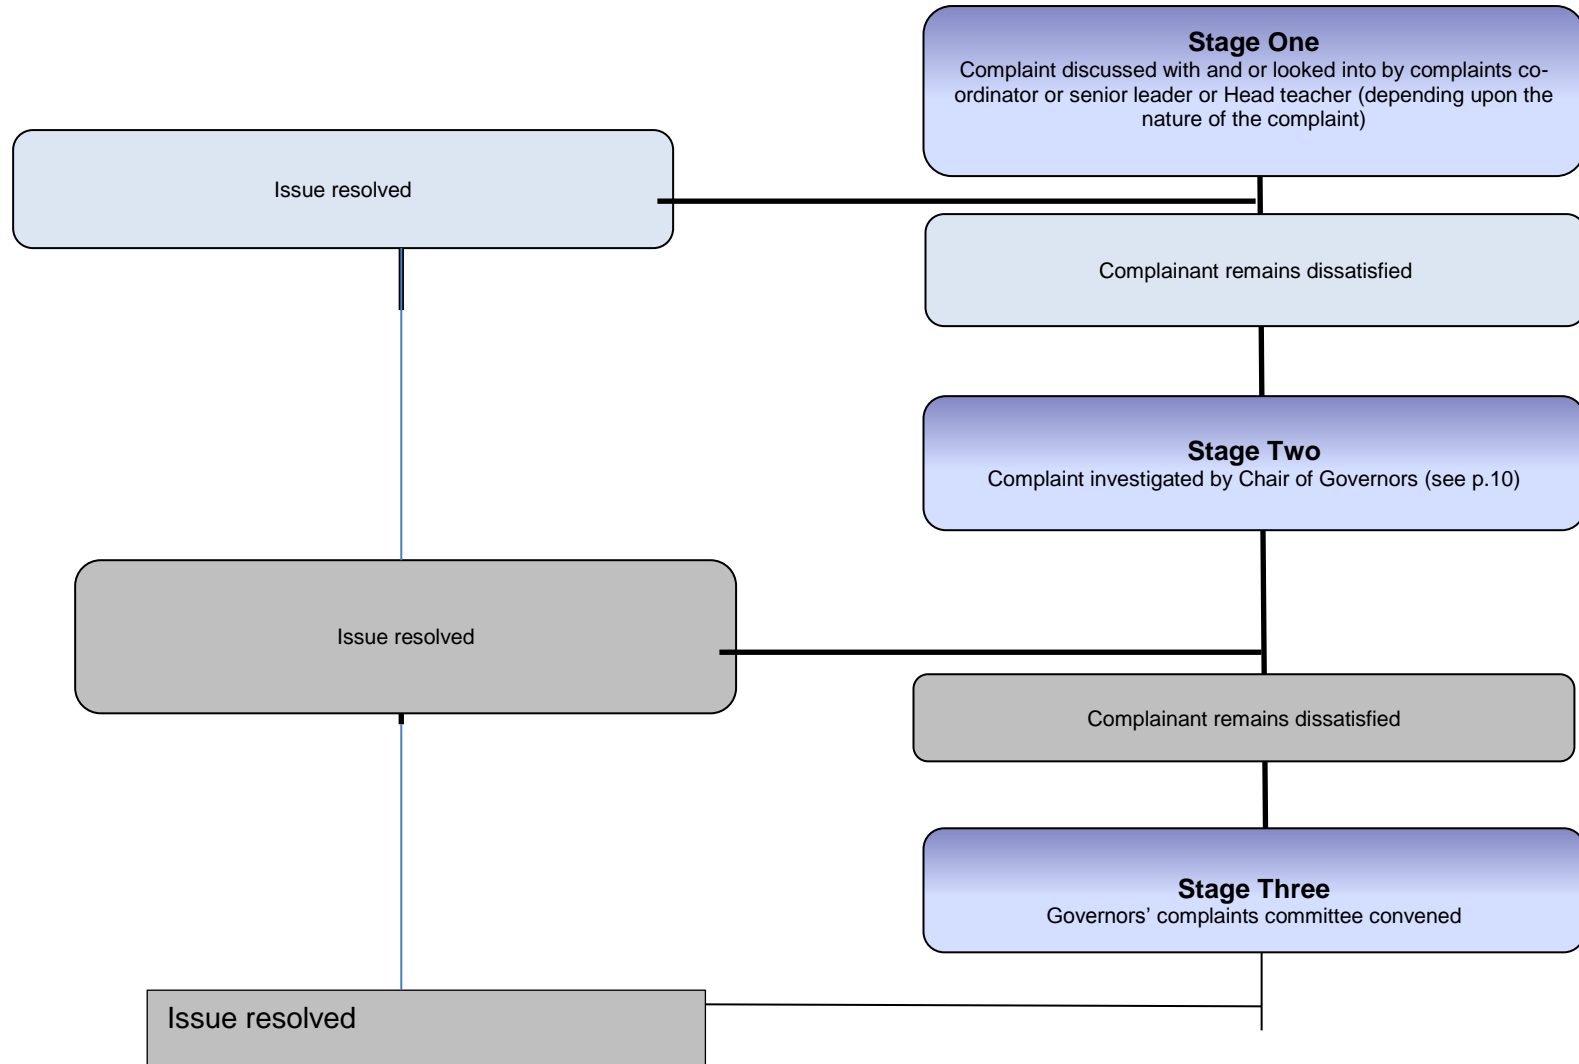 Stage One
Complaint discussed with and or looked into by complaints co-
ordinator or senior leader or Head teacher (depending upon the
nature of the complaint)
Issue resolved
Complainant remains dissatisfied
Stage Two
Complaint investigated by Chair of Governors (see p.10)
Issue resolved
Complainant remains dissatisfied
Stage Three
Governors’ complaints committee convened
Issue resolved